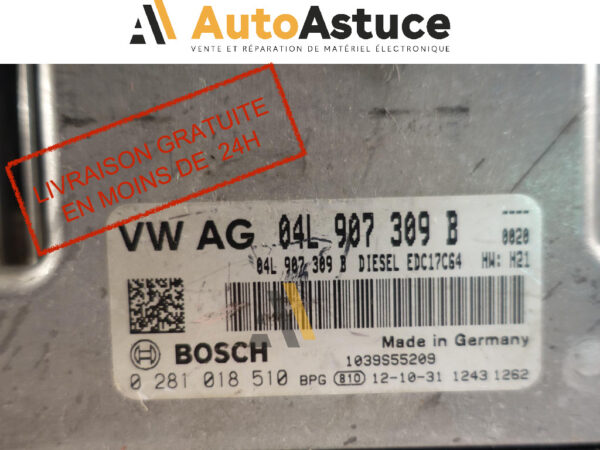 AutoAstuce
VENTE ET RÉPARATION DE MATÉRIEL ÉLECTRONIQUE
LIVRAISON GRATUITE
EN MOINS DE 24H
VW AG 04L 907 309 B ----
0020
04L 907 309 B DIESEL EDC17C64 HW: H21
Made in Germany
BOSCH 1039S55209
0 281 018 510 BPG 810 12-10-31 1243 1262